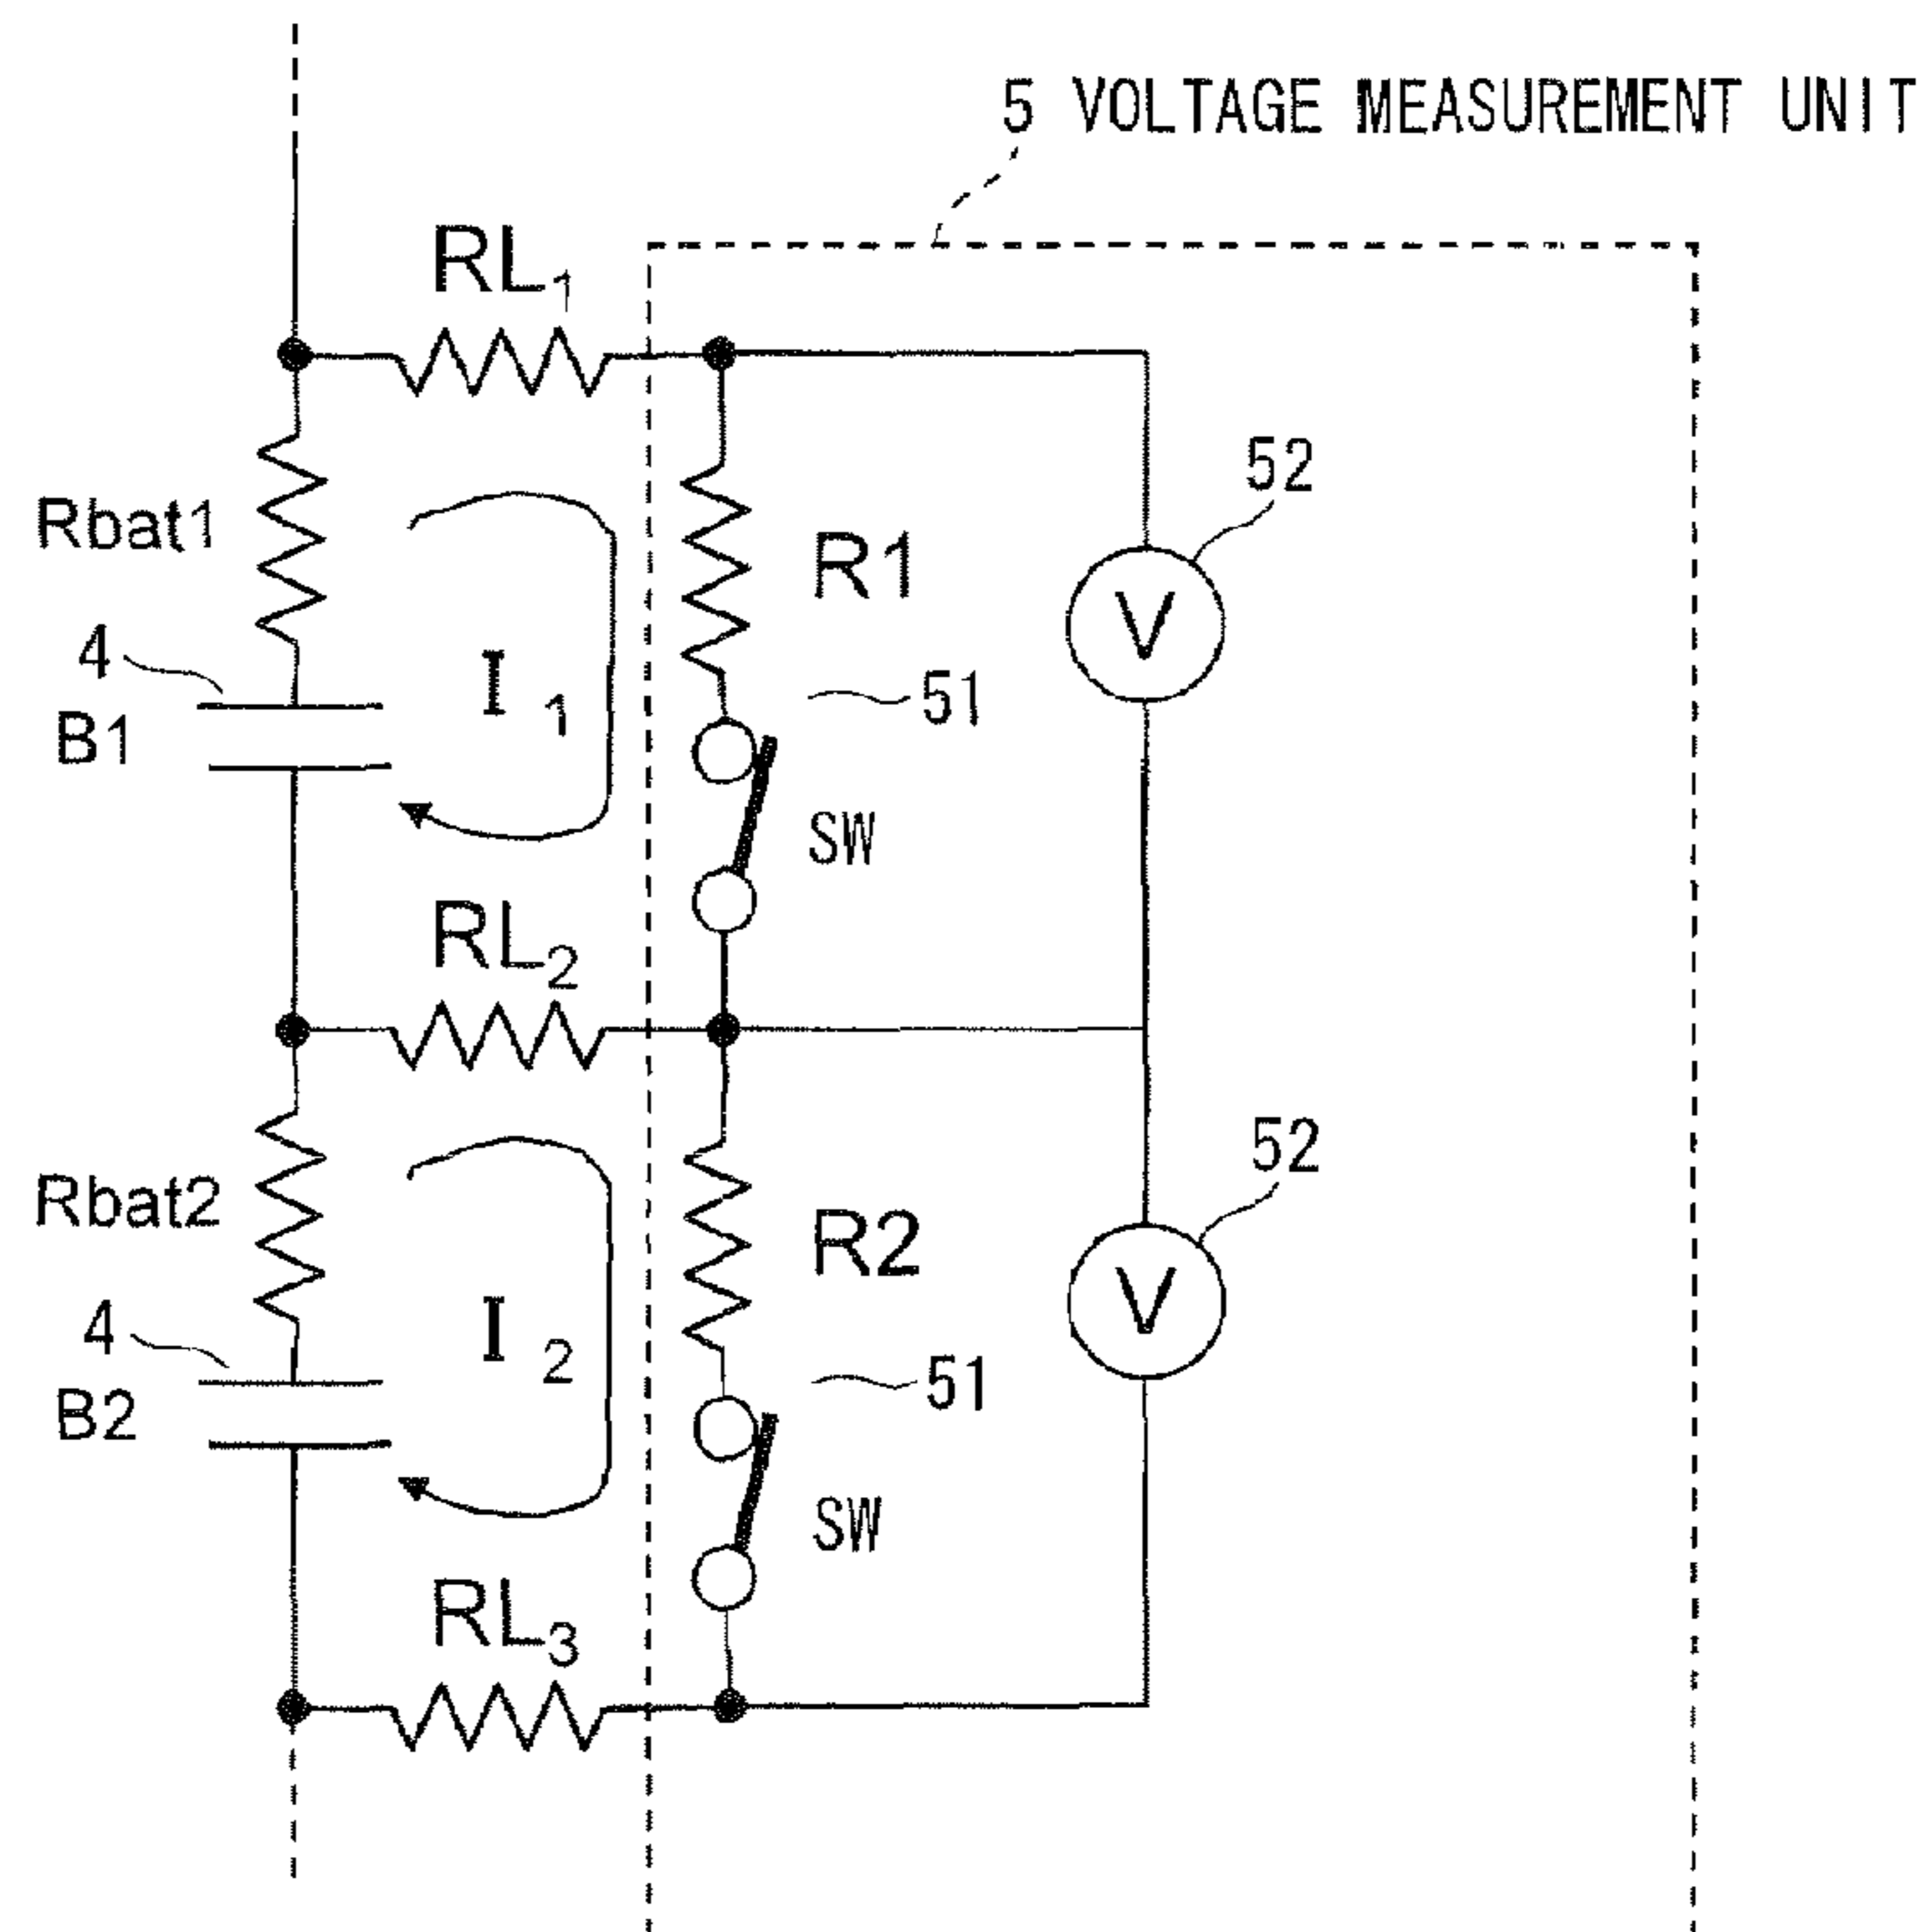 5 VOLTAGE MEASUREMENT UNIT
RL1
52
Rbat1
R1
V
4
I1
51
B1
SW
RL2
52
Rbat2
R2
V
4
I2
51
B2
SW
RL3